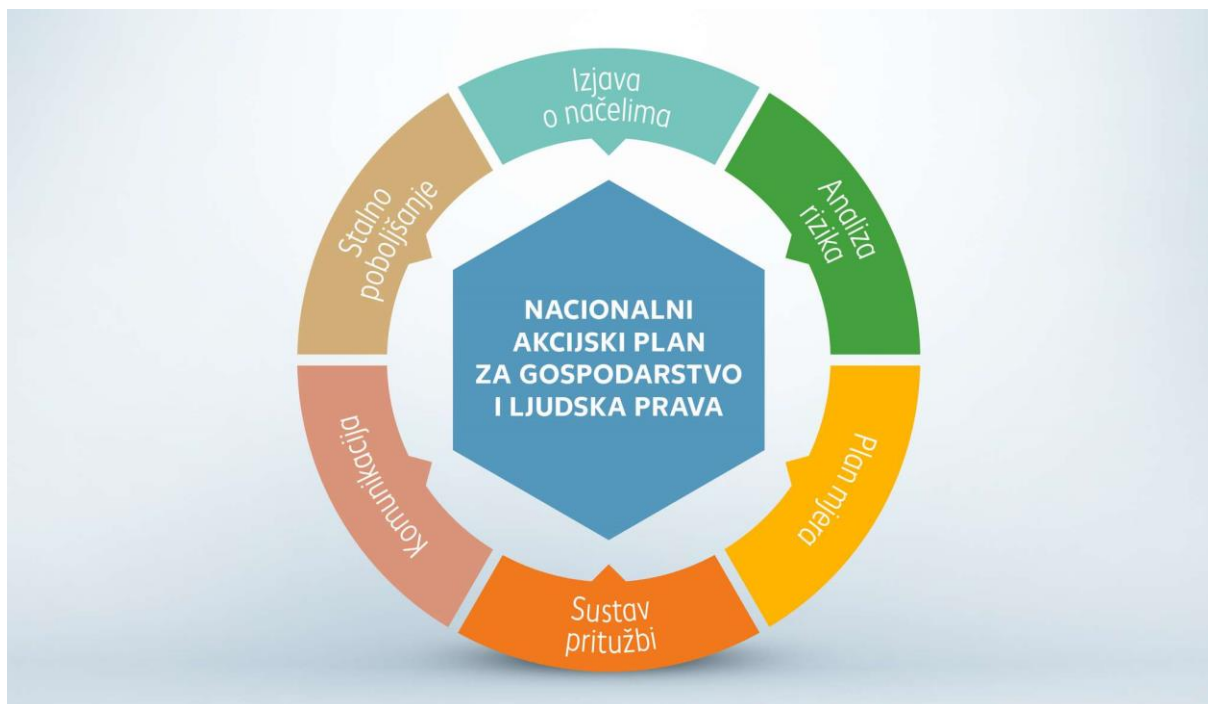 Izjava
o načelima
Analiza
rizika
Plan mjera
Sustav
pritužbi
Komunikacija
Stalno
poboljšanje
NACIONALNI
AKCIJSKI PLAN
ZA GOSPODARSTVO
I LJUDSKA PRAVA